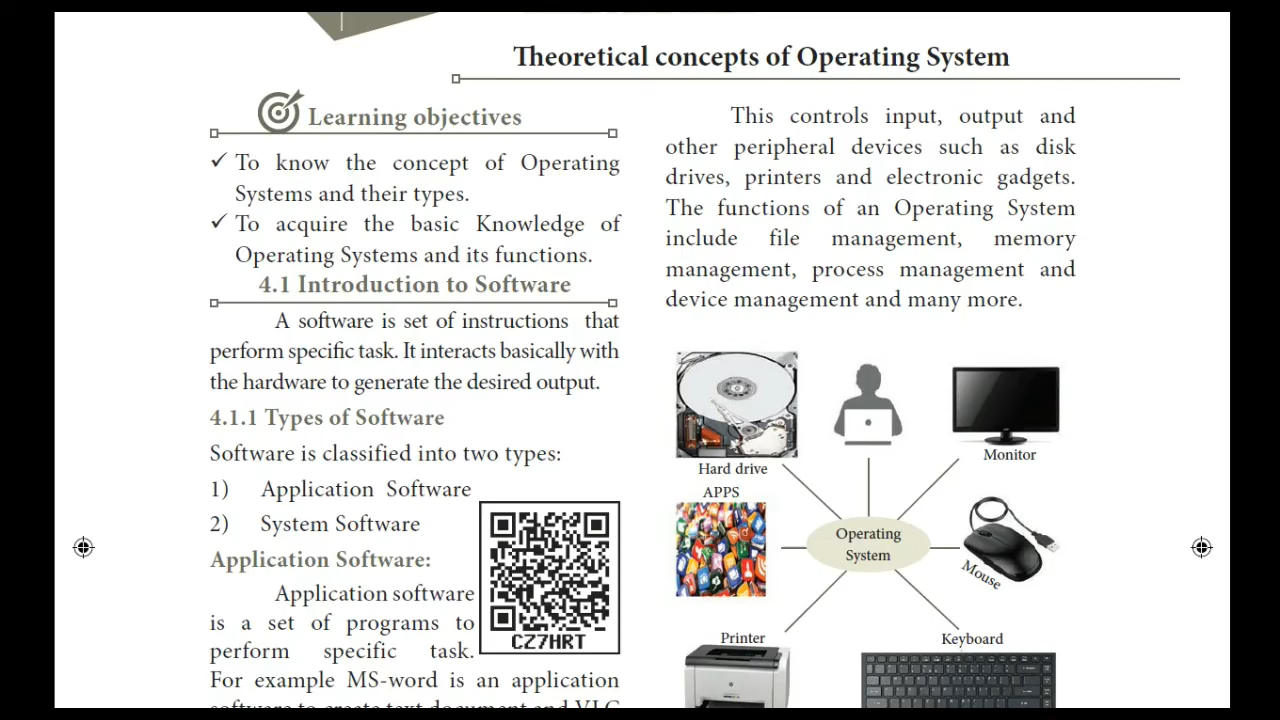 Theoretical concepts of Operating System
Learning objectives
✓ To know the concept of Operating
Systems and their types.
✓ To acquire the basic Knowledge of
Operating Systems and its functions.
4.1 Introduction to Software
A software is set of instructions that
perform specific task. It interacts basically with
the hardware to generate the desired output.
4.1.1 Types of Software
Software is classified into two types:
1) Application Software
2) System Software
Application Software:
Application software
is a set of programs to
perform specific task.
For example MS-word is an application
software to create text document and VLC
CZ7HRT
This controls input, output and
other peripheral devices such as disk
drives, printers and electronic gadgets.
The functions of an Operating System
include file management, memory
management, process management and
device management and many more.
Hard drive
Monitor
APPS
Operating
System
Mouse
Printer
Keyboard